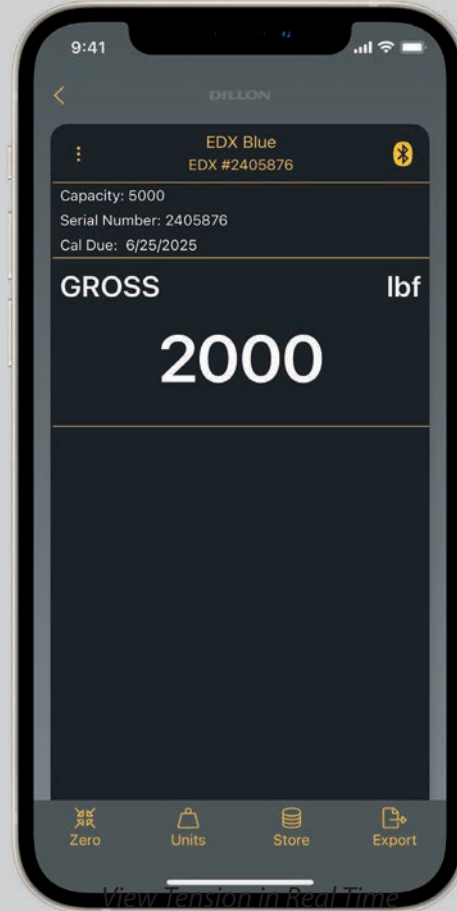 9:41
DILLON
EDX Blue
EDX #2405876
Capacity: 5000
Serial Number: 2405876
Cal Due: 6/25/2025
GROSS lbf
2000
Zero Units Store Export
View Tension in Real Time